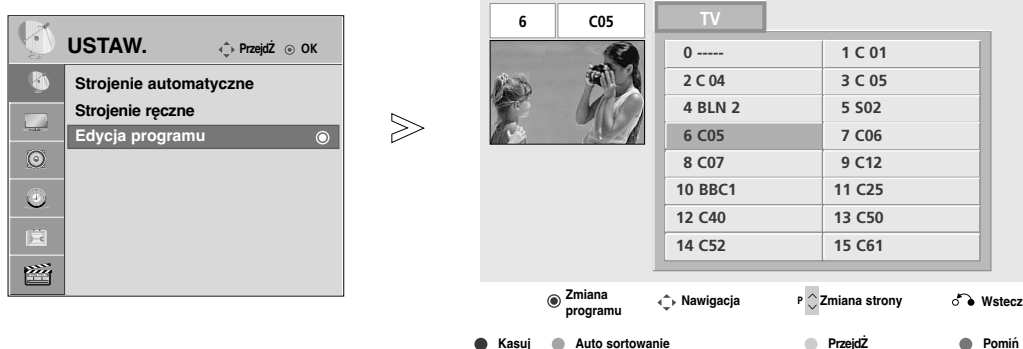 USTAW.
PrzejdŹ OK
Strojenie automatyczne
Strojenie ręczne
Edycja programu
6 C05
TV
0 ----- 1 C 01
2 C 04 3 C 05
4 BLN 2 5 S02
6 C05 7 C06
8 C07 9 C12
10 BBC1 11 C25
12 C40 13 C50
14 C52 15 C61
Zmiana
programu
Nawigacja
P Zmiana strony
Wstecz
Kasuj Auto sortowanie PrzejdŹ Pomiń